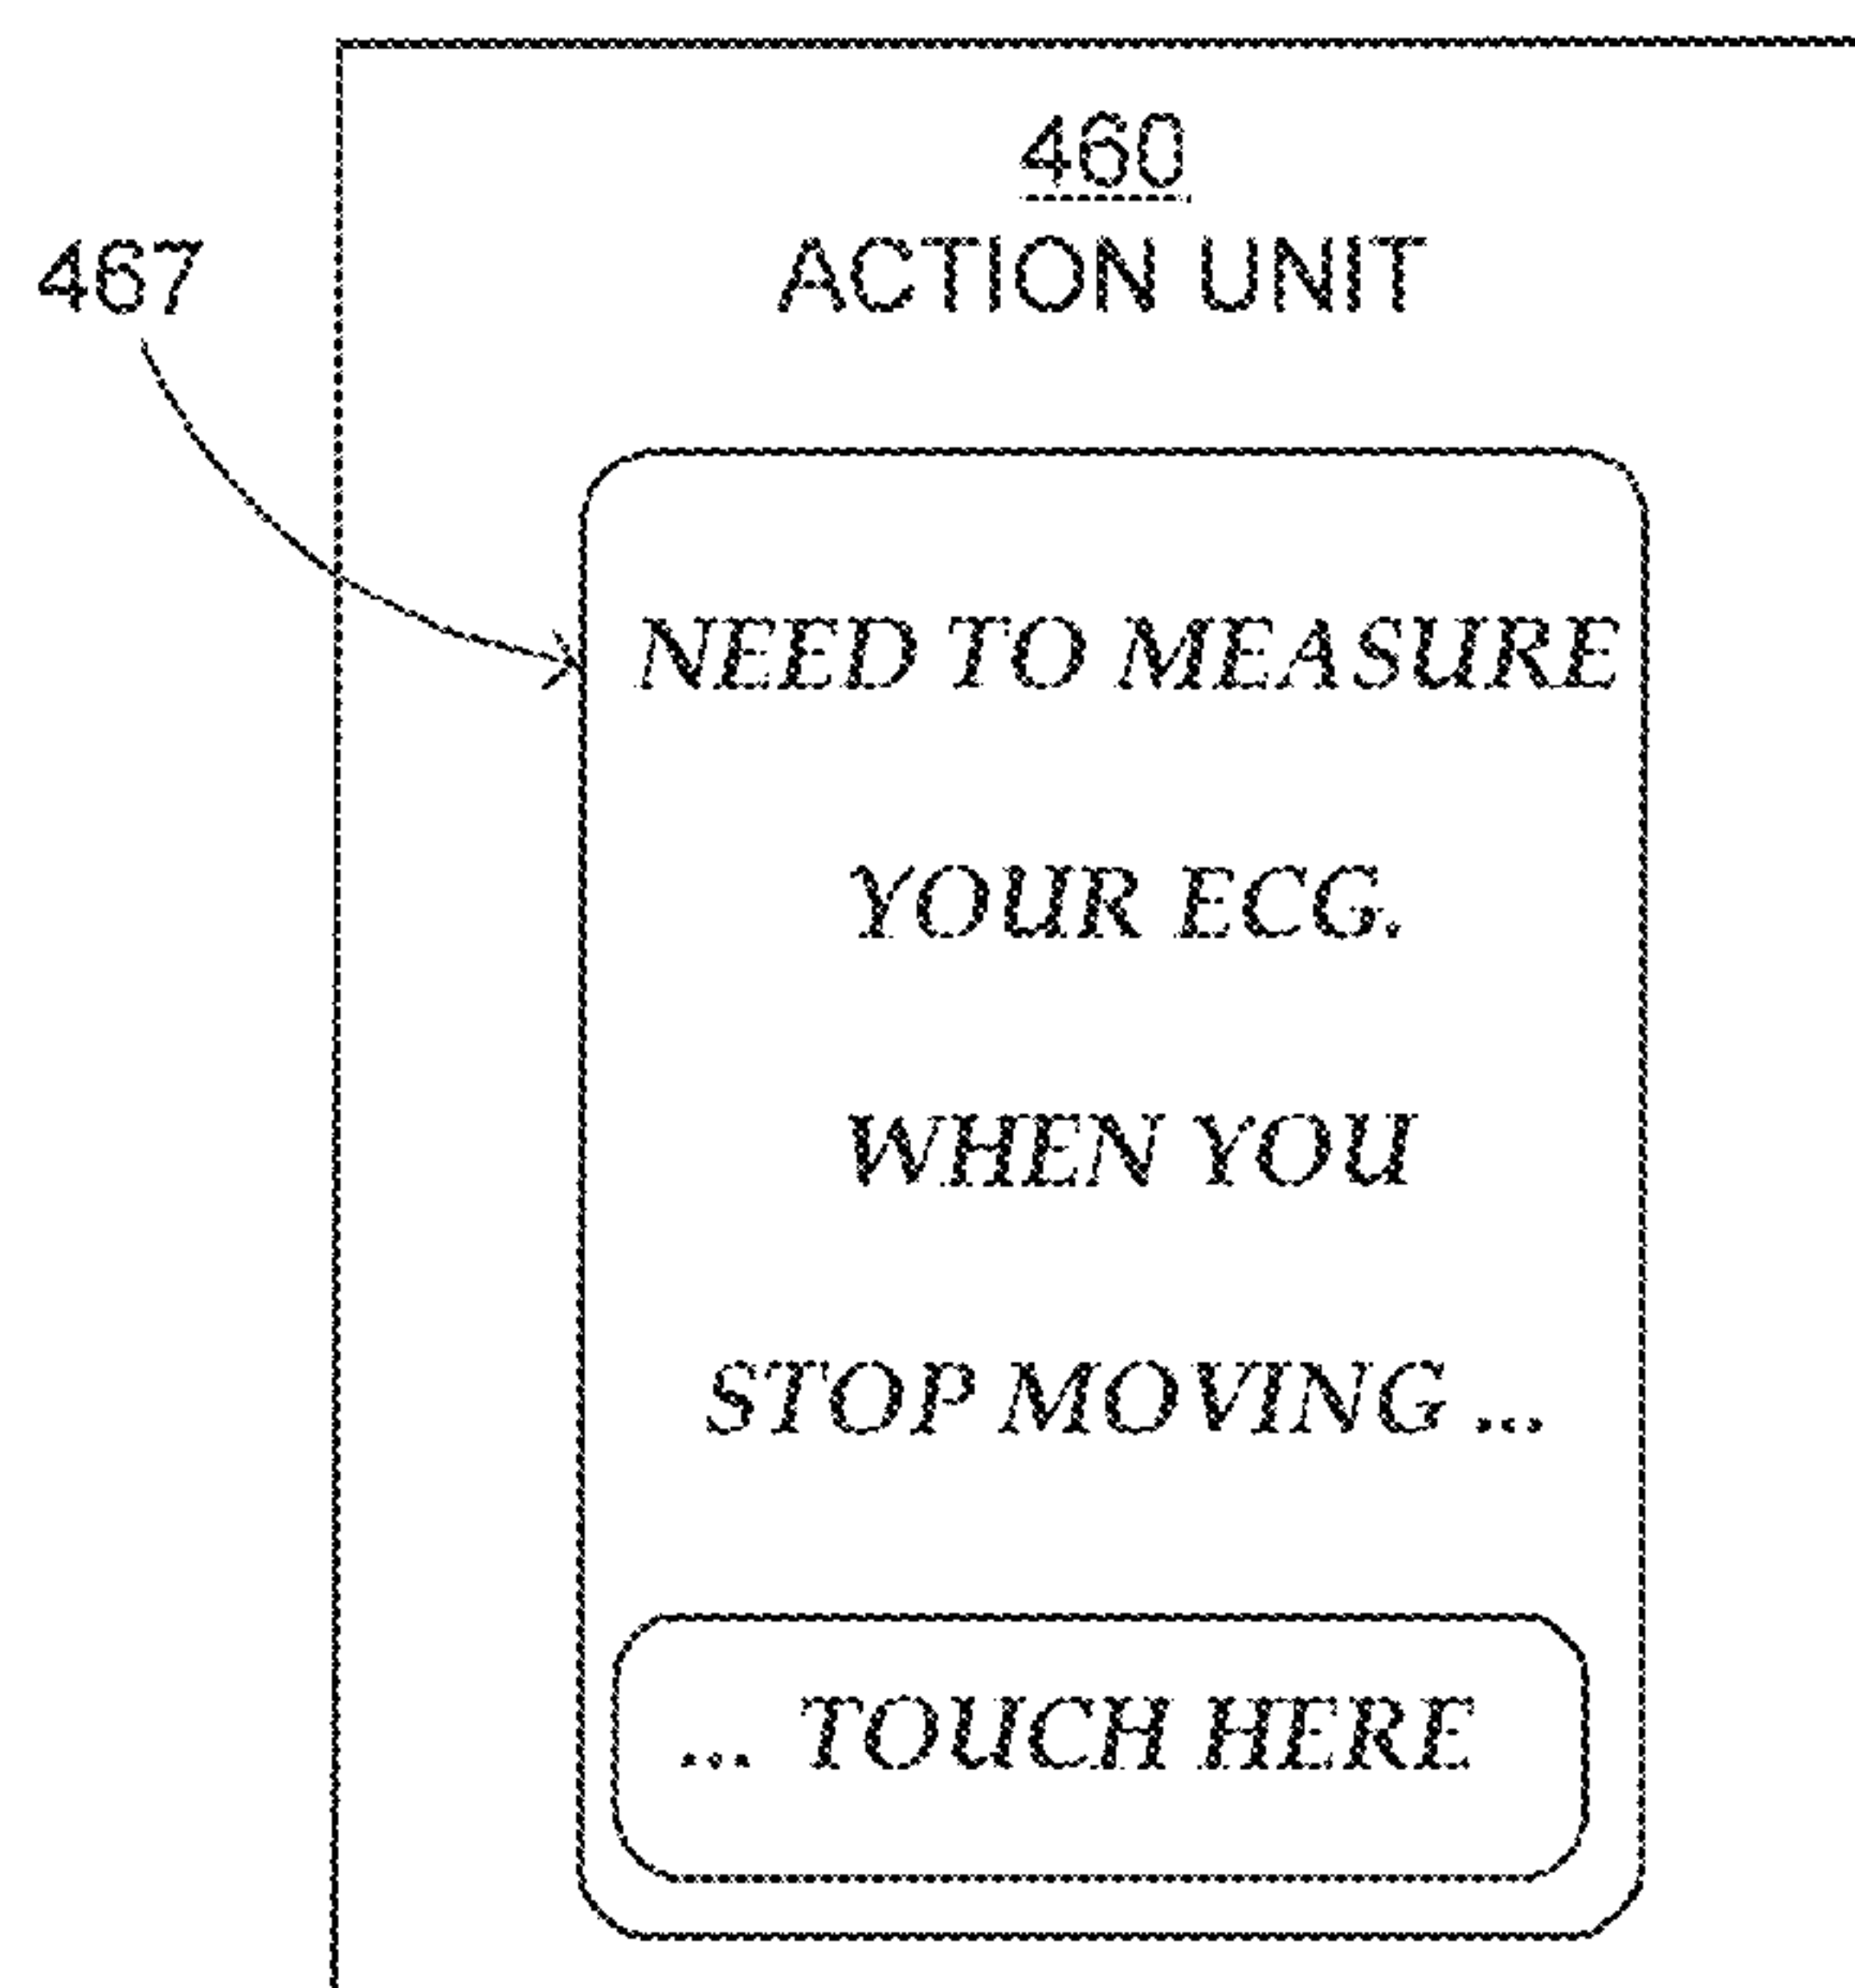 460
ACTION UNIT
467
NEED TO MEASURE
YOUR ECG.
WHEN YOU
STOP MOVING ...
... TOUCH HERE